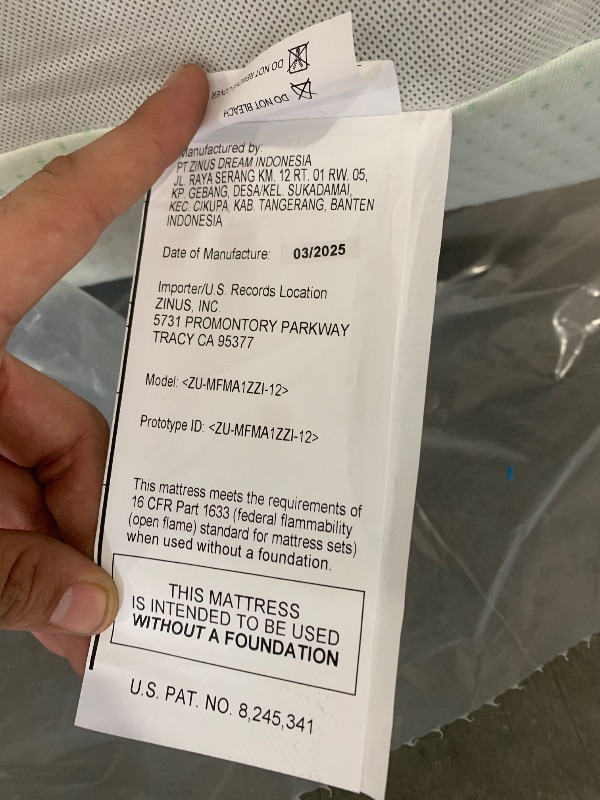 DO NOT REMOVE COVER
DO NOT BLEACH
Manufactured by:
PT ZINUS DREAM INDONESIA
JL. RAYA SERANG KM. 12 RT. 01 RW. 05,
KP. GEBANG, DESA/KEL. SUKADAMAI,
KEC. CIKUPA, KAB. TANGERANG, BANTEN
INDONESIA
Date of Manufacture: 03/2025
Importer/U.S. Records Location
ZINUS, INC.
5731 PROMONTORY PARKWAY
TRACY CA 95377
Model: <ZU-MFMA1ZZI-12>
Prototype ID: <ZU-MFMA1ZZI-12>
This mattress meets the requirements of
16 CFR Part 1633 (federal flammability
(open flame) standard for mattress sets)
when used without a foundation.
THIS MATTRESS
IS INTENDED TO BE USED
WITHOUT A FOUNDATION
U.S. PAT. NO. 8,245,341